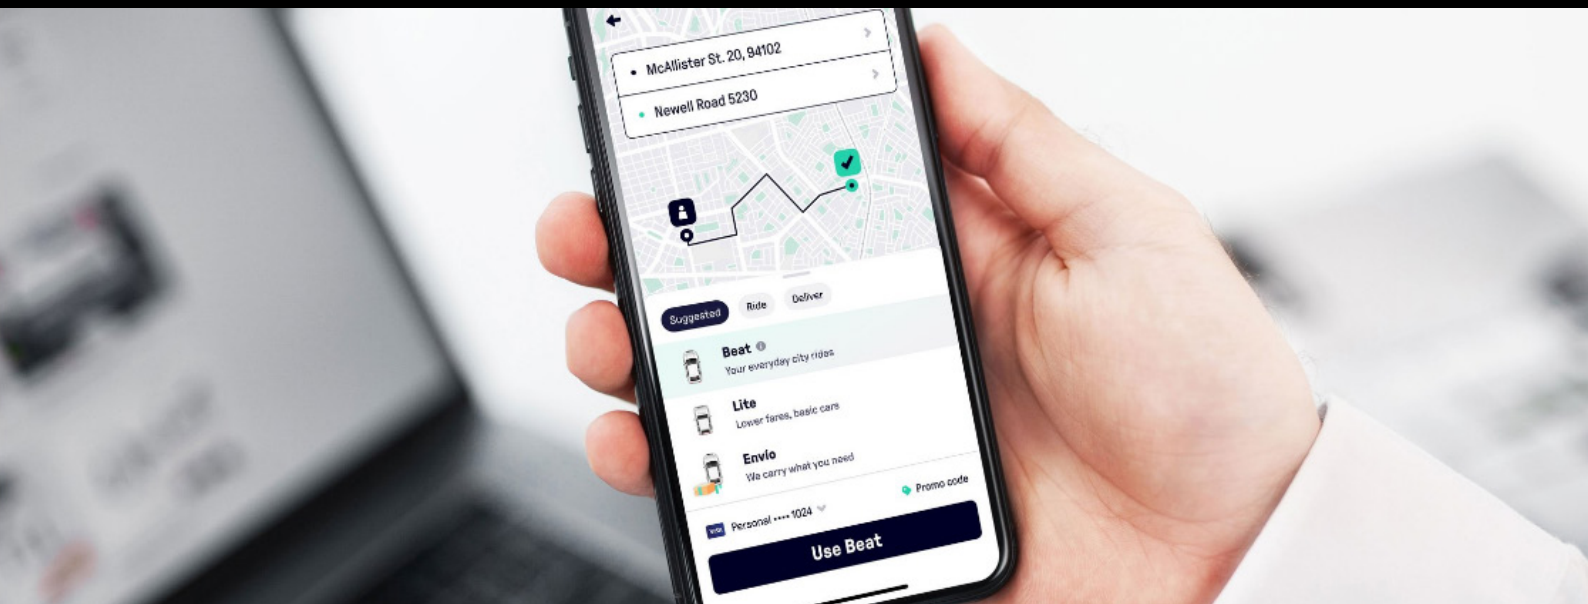 McAllister St. 20, 94102
Newell Road 5230
Suggested
Ride
Deliver
Beat
Your everyday city rides
Lite
Lower fares, basic cars
Envío
We carry what you need
Personal •••• 1024
Promo code
Use Beat